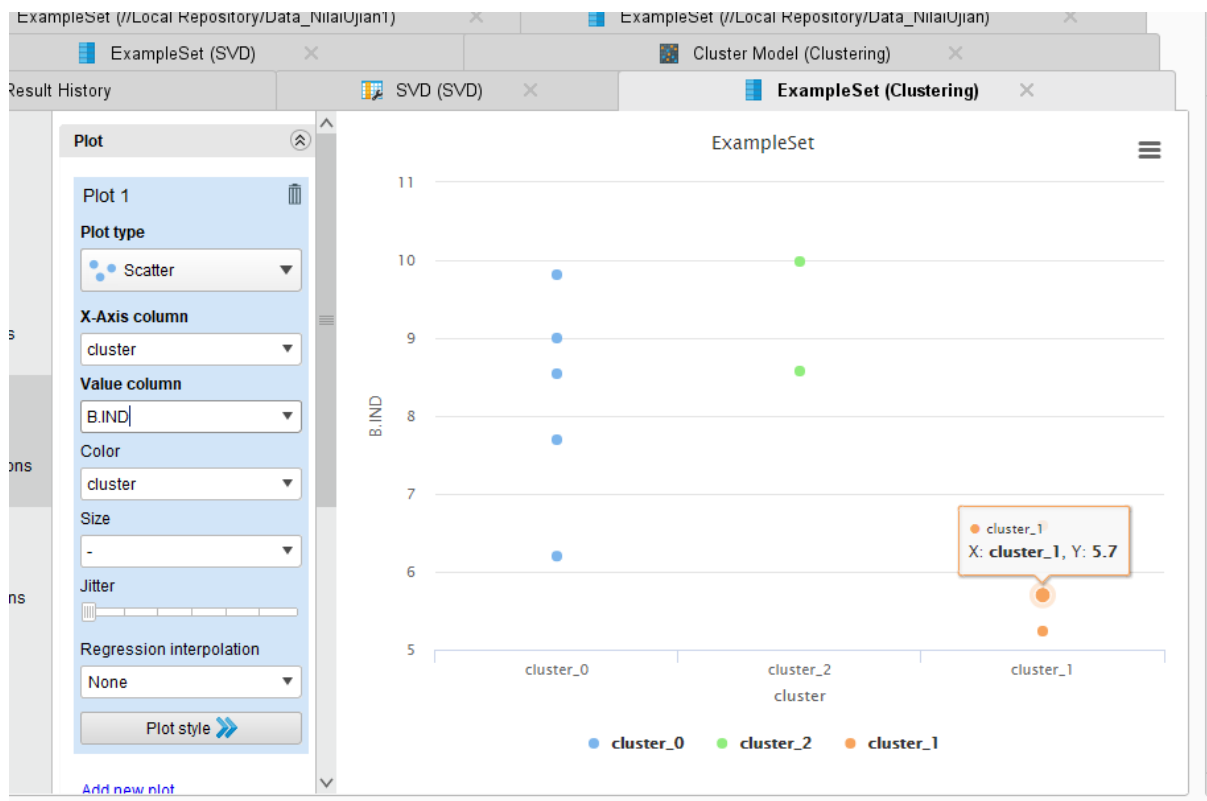 ExampleSet (//Local Repository/Data_NilaiUjian1)
ExampleSet (//Local Repository/Data_NilaiUjian)
ExampleSet (SVD)
Cluster Model (Clustering)
Result History
SVD (SVD)
ExampleSet (Clustering)
Plot
Plot 1
Plot type
Scatter
X-Axis column
cluster
Value column
B.IND
Color
cluster
Size
-
Jitter
Regression interpolation
None
Plot style
Add new plot
s
ons
ns
ExampleSet
11
10
9
8
7
6
5
B.IND
cluster_1
X: cluster_1, Y: 5.7
cluster_0
cluster_2
cluster_1
cluster
cluster_0
cluster_2
cluster_1